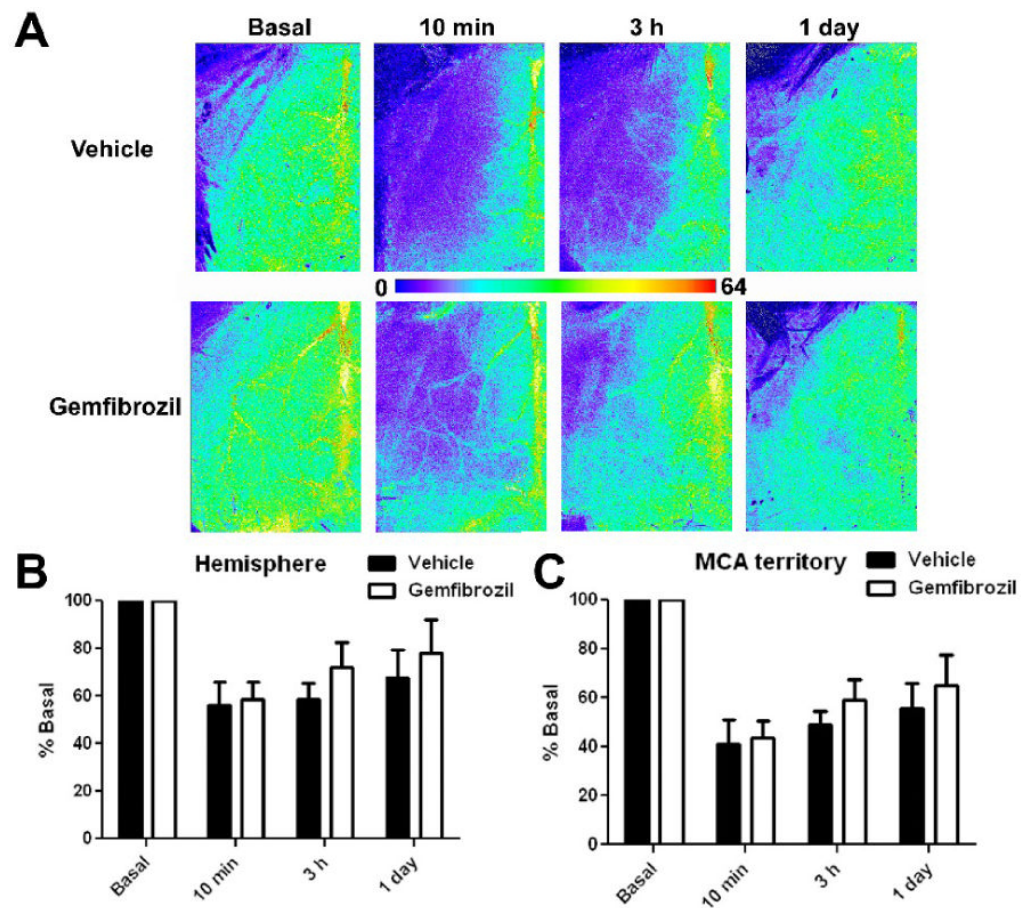 A
Basal 10 min 3 h 1 day
Vehicle
0 64
Gemfibrozil
B Hemisphere
Vehicle
Gemfibrozil
% Basal
100
80
60
40
20
0
Basal 10 min 3 h 1 day
C MCA territory
Vehicle
Gemfibrozil
% Basal
100
80
60
40
20
0
Basal 10 min 3 h 1 day